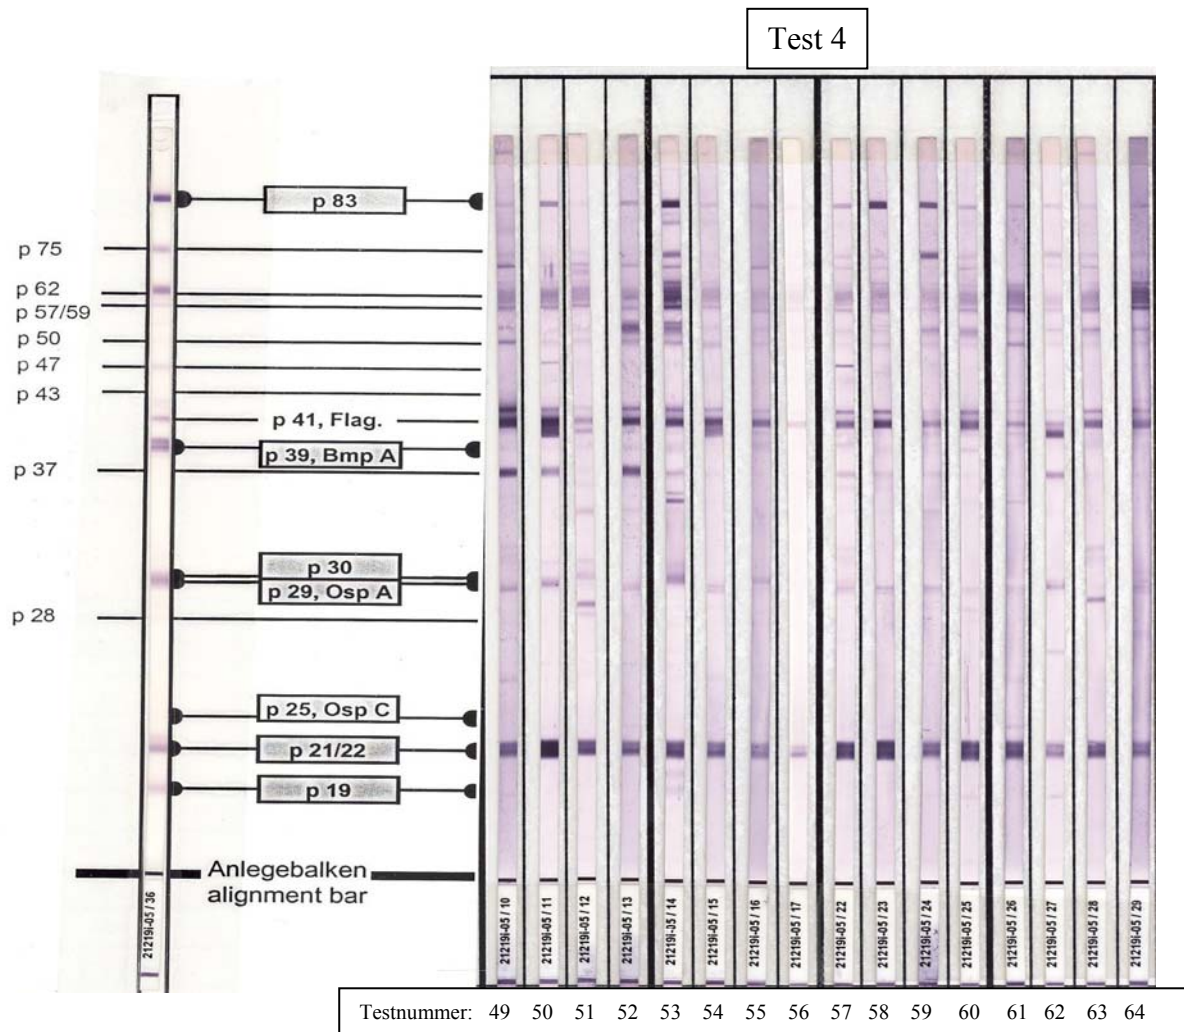 Test 4
p 83
p 75
p 62
p 57/59
p 50
p 47
p 43
p 41, Flag.
p 39, Bmp A
p 37
p 30
p 29, Osp A
p 28
p 25, Osp C
p 21/22
p 19
Anlegebalken
alignment bar
21219I-05 / 36
21219I-05 / 10
21219I-05 / 11
21219I-05 / 12
21219I-05 / 13
21219I-05 / 14
21219I-05 / 15
21219I-05 / 16
21219I-05 / 17
21219I-05 / 22
21219I-05 / 23
21219I-05 / 24
21219I-05 / 25
21219I-05 / 26
21219I-05 / 27
21219I-05 / 28
21219I-05 / 29
Testnummer: 49 50 51 52 53 54 55 56 57 58 59 60 61 62 63 64